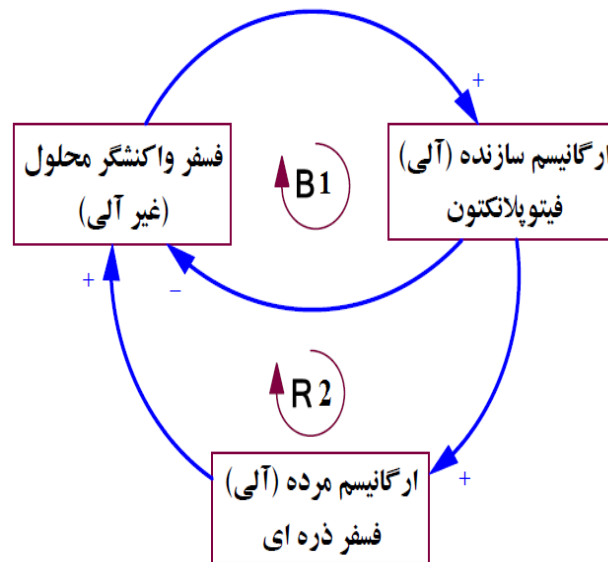 +
فسفر واکنشگر محلول
(غیر آلی)
ارگانیسم سازنده (آلی)
فیتوپلانکتون
B1
+
−
R2
+
ارگانیسم مرده (آلی)
فسفر ذره ای